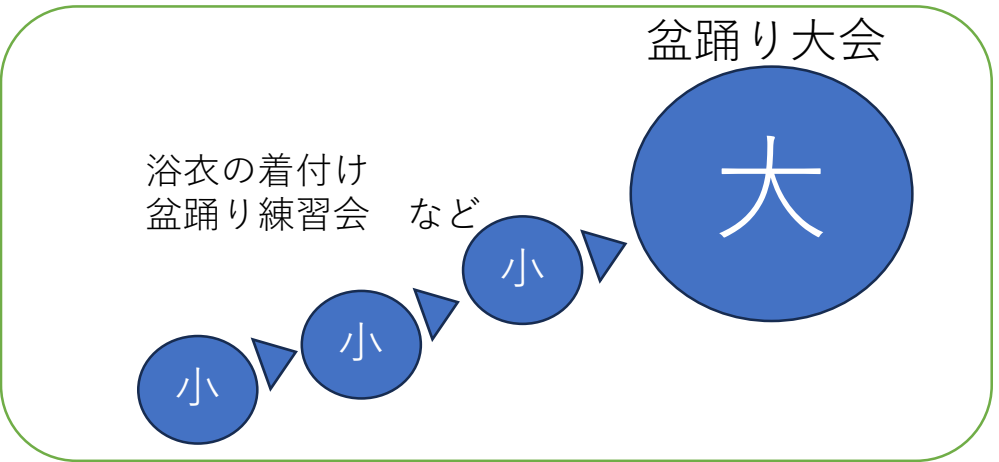 盆踊り大会
大
浴衣の着付け
盆踊り練習会　など
小
小
小